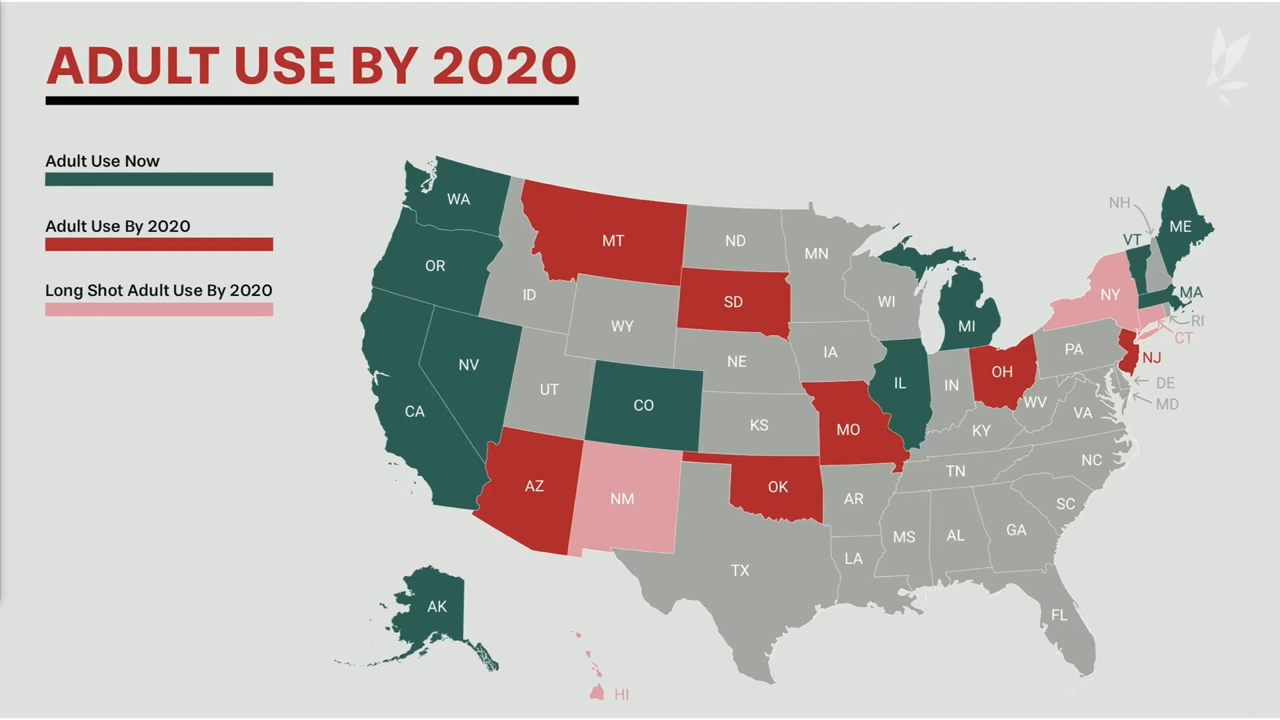 ADULT USE BY 2020
Adult Use Now
Adult Use By 2020
Long Shot Adult Use By 2020
WA
OR
CA
NV
ID
MT
WY
UT
CO
AZ
NM
ND
SD
NE
KS
OK
TX
MN
IA
MO
AR
LA
WI
IL
MI
IN
OH
KY
TN
MS
AL
GA
FL
SC
NC
VA
WV
PA
NY
NH
VT
ME
MA
RI
CT
NJ
DE
MD
AK
HI